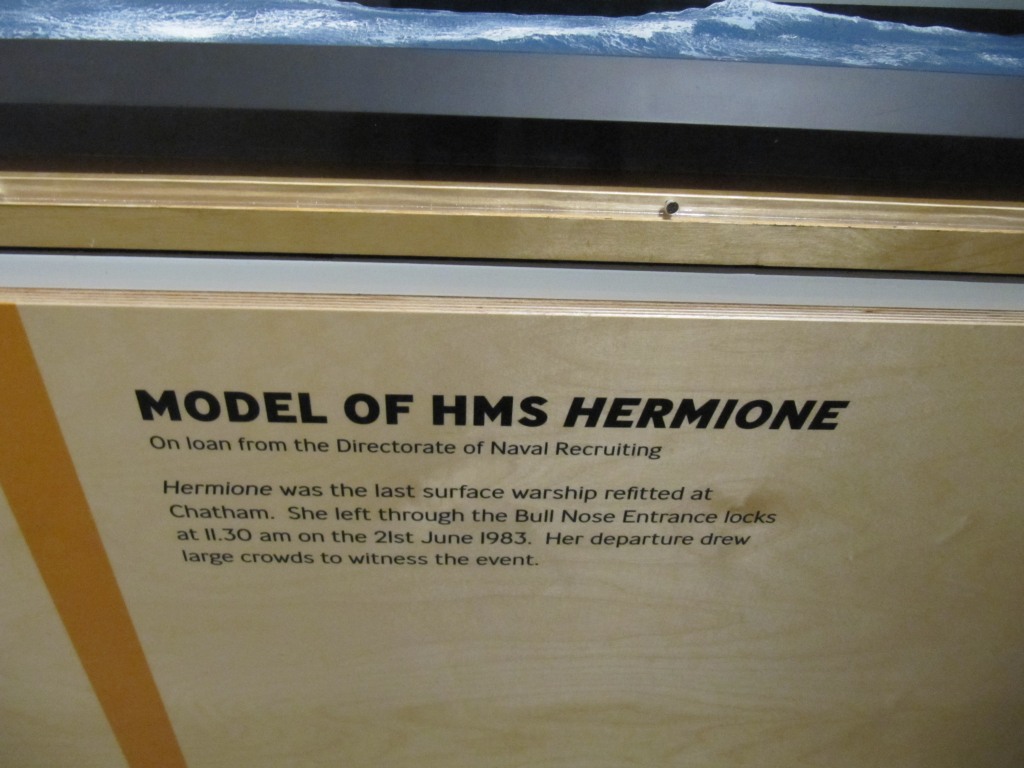 MODEL OF HMS HERMIONE
On loan from the Directorate of Naval Recruiting
Hermione was the last surface warship refitted at
Chatham. She left through the Bull Nose Entrance locks
at 11.30 am on the 21st June 1983. Her departure drew
large crowds to witness the event.